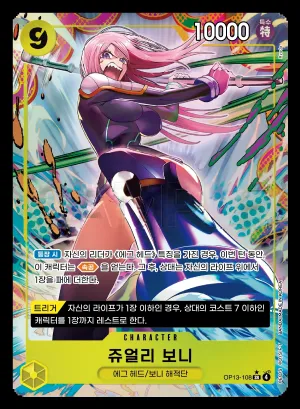 9
10000
특수
特
등장 시 자신의 리더가 《에그 헤드》 특징을 가진 경우, 이번 턴 동안
이 캐릭터는 속공 을 얻는다. 그 후, 상대는 자신의 라이프 위에서
1장을 패에 더한다.
트리거 자신의 라이프가 1장 이하인 경우, 상대의 코스트 7 이하인
캐릭터를 1장까지 레스트로 한다.
CHARACTER
쥬얼리 보니
에그 헤드/보니 해적단
OP13-108 SR